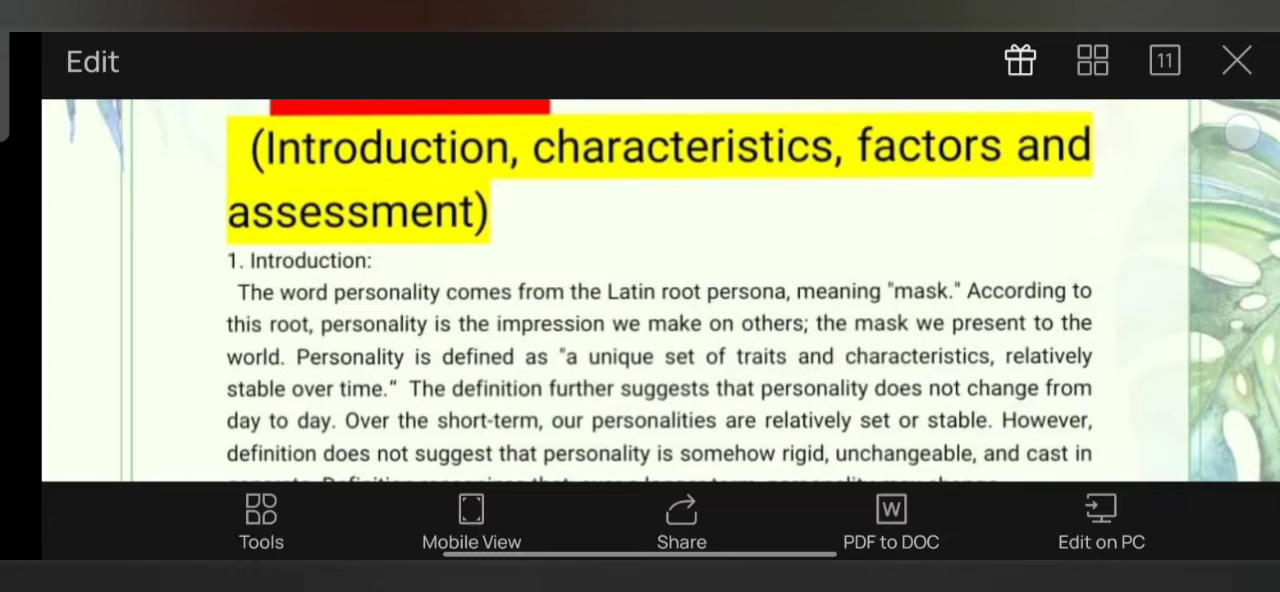 Edit
11
(Introduction, characteristics, factors and
assessment)
1. Introduction:
The word personality comes from the Latin root persona, meaning "mask." According to
this root, personality is the impression we make on others; the mask we present to the
world. Personality is defined as "a unique set of traits and characteristics, relatively
stable over time." The definition further suggests that personality does not change from
day to day. Over the short-term, our personalities are relatively set or stable. However,
definition does not suggest that personality is somehow rigid, unchangeable, and cast in
Tools
Mobile View
Share
W
PDF to DOC
Edit on PC